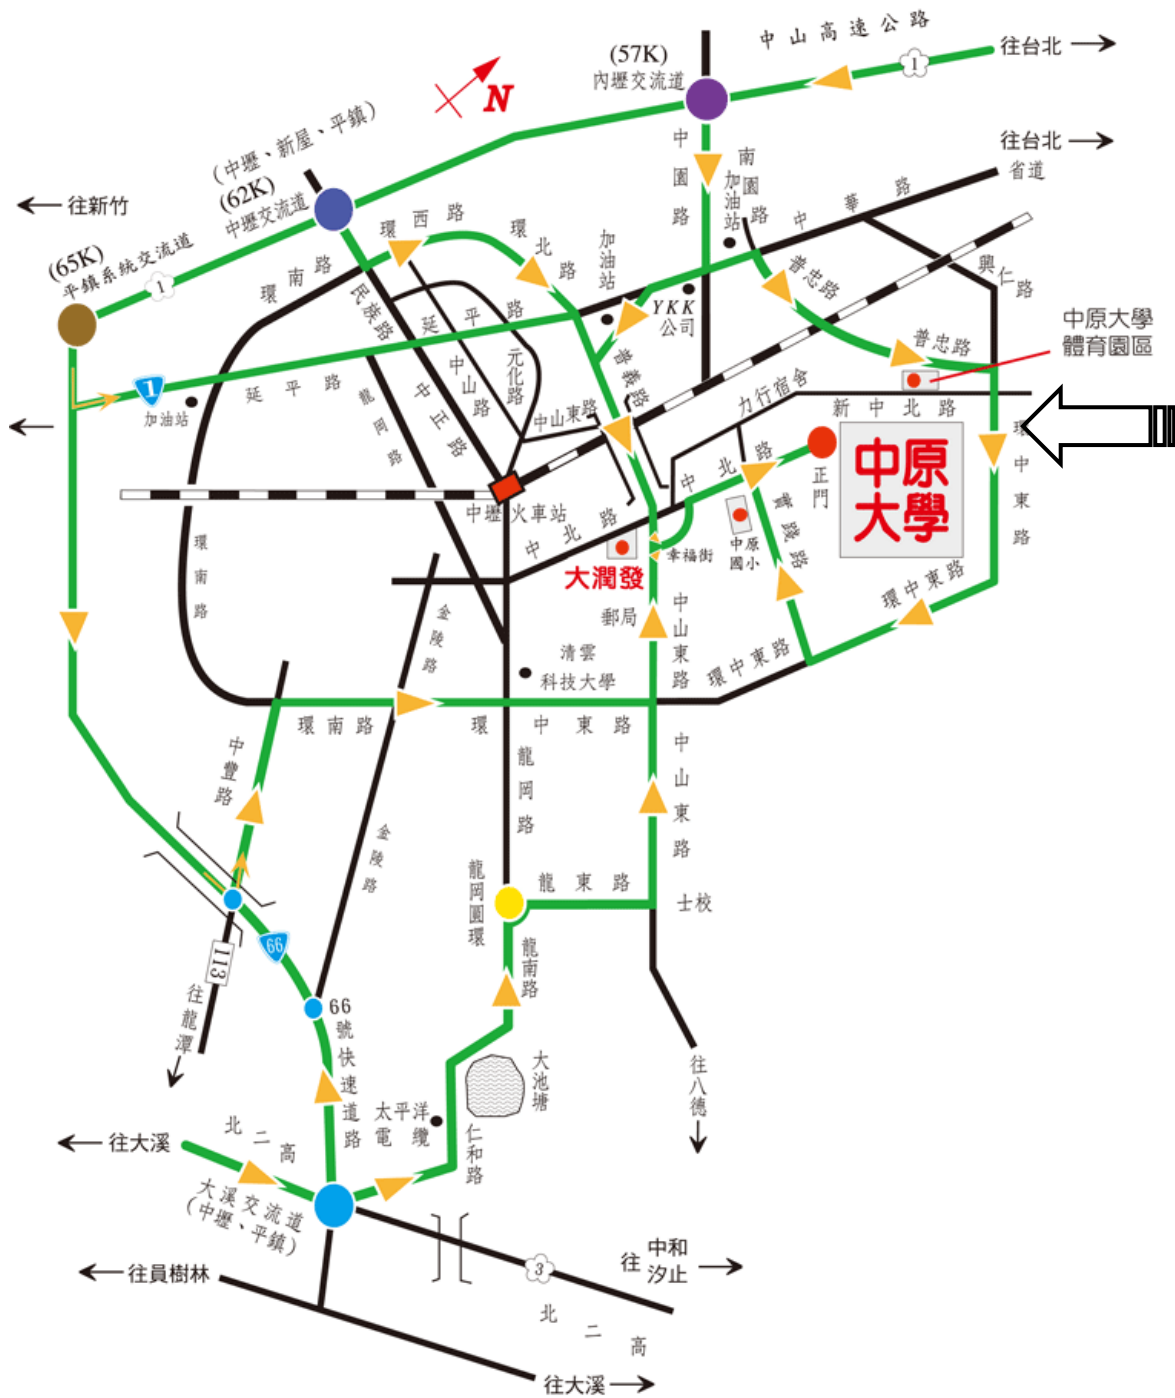 中山高速公路
1
往台北
(57K)
內壢交流道
N
往台北
省道
中華路
南園路
中園路
加油站
(中壢、新屋、平鎮)
(62K)
中壢交流道
往新竹
(65K)
平鎮系統交流道
1
環西路
環北路
加油站
環南路
民族路
延平路
YKK
公司
普忠路
興仁路
普忠路
中原大學
體育園區
元化路
中山路
中正路
普義路
延平路
龍岡路
1
加油站
中山東路
力行宿舍
新中北路
中北路
正門
中原
大學
環中東路
中壢火車站
中北路
大潤發
幸福街
中原
國小
實踐路
環中東路
環南路
金陵路
郵局
中山東路
清雲
科技大學
環中東路
環南路
環中東路
中豐路
龍岡路
中山東路
金陵路
龍岡圓環
龍東路
士校
66
113
龍南路
往龍潭
66
號快速道路
大池塘
往八德
太平洋
電纜
仁和路
往大溪
北二高
大溪交流道
(中壢、平鎮)
往員樹林
3
往
中和
汐止
北二高
往大溪